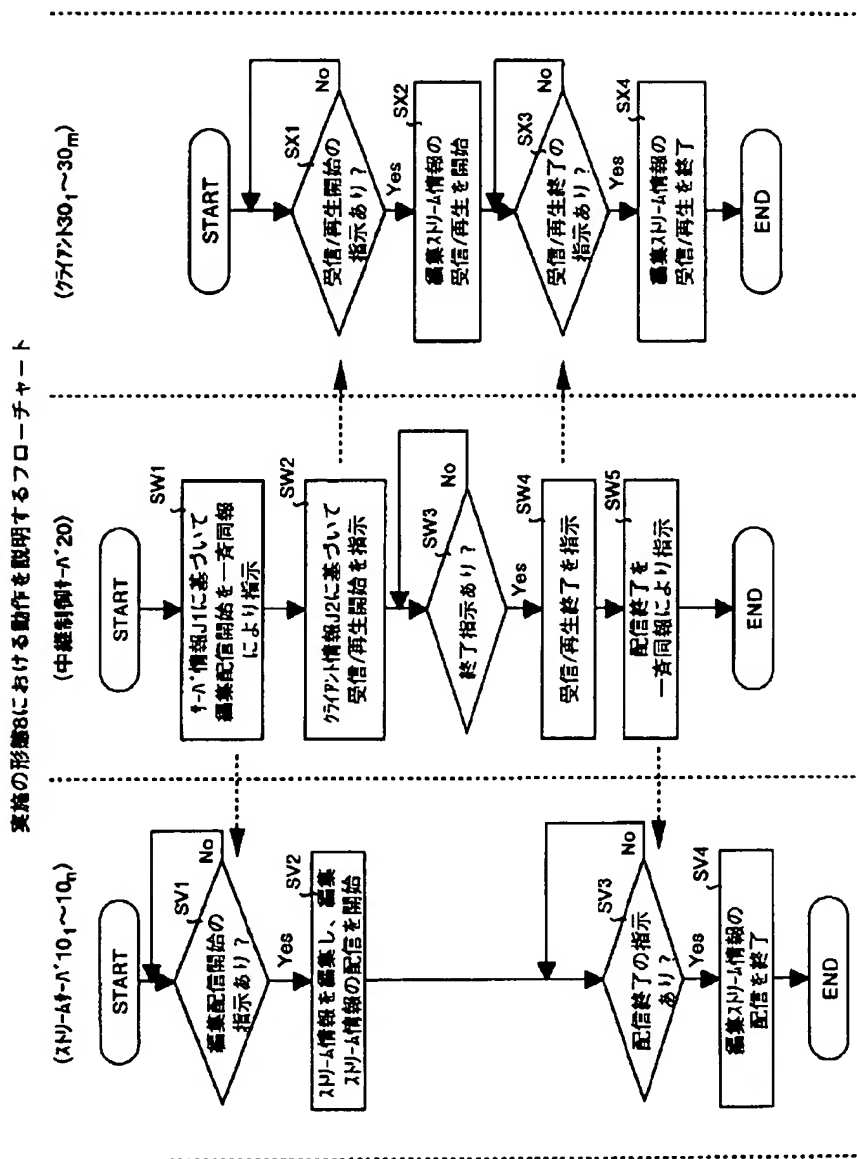 実施の形態8における動作を説明するフローチャート
(ストリームサーバ10₁~10ₙ)
START
SV1
編集配信開始の
指示あり?
No
Yes
SV2
ストリーム情報を編集し、編集
ストリーム情報の配信を開始
SV3
配信終了の指示
あり?
No
Yes
SV4
編集ストリーム情報の
配信を終了
END
(中継制御サーバ20)
START
SW1
サーバ情報J1に基づいて
編集配信開始を一斉同報
により指示
SW2
クライアント情報J2に基づいて
受信/再生開始を指示
SW3
終了指示あり?
No
Yes
SW4
受信/再生終了を指示
SW5
配信終了を
一斉同報により指示
END
(クライアント30₁~30ₘ)
START
SX1
受信/再生開始の
指示あり?
No
Yes
SX2
編集ストリーム情報の
受信/再生を開始
SX3
受信/再生終了の
指示あり?
No
Yes
SX4
編集ストリーム情報の
受信/再生を終了
END